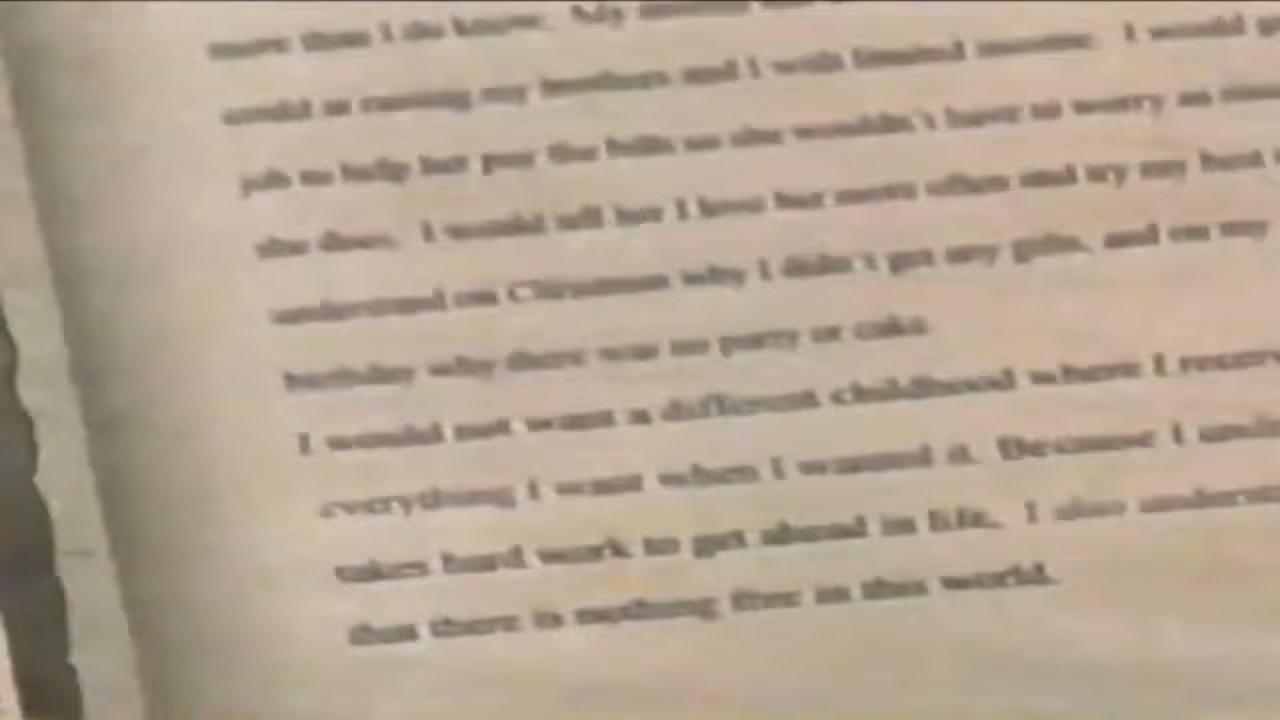 more than I do know. My
could at raising my brothers and I with limited income. I would
job to help her pay the bills so she wouldn't have to worry as
she does. I would tell her I love her more often and try my best
understand on Christmas why I didn't get any gifts, and on my
birthday why there was no party or cake.
I would not want a different childhood where I
everything I want when I wanted it. Because I
takes hard work to get ahead in life. I also
that there is nothing free in this world.